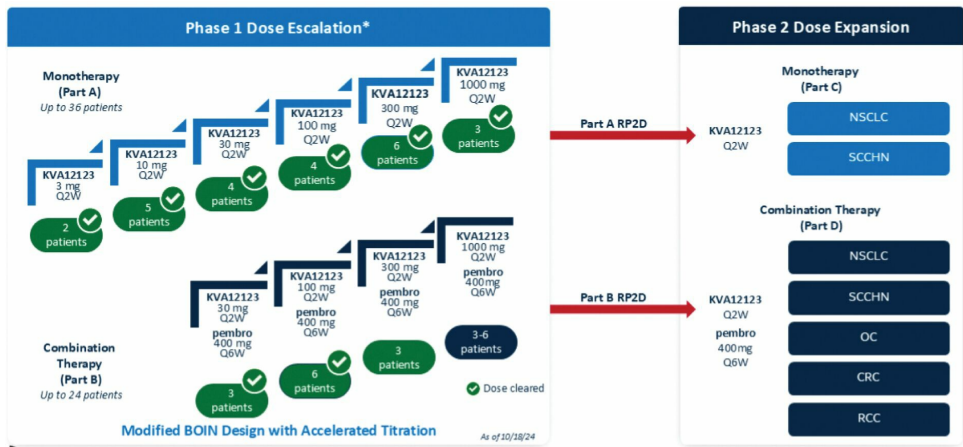 Phase 1 Dose Escalation*
Monotherapy
(Part A)
Up to 36 patients
KVA12123
3 mg
Q2W
2
patients
KVA12123
10 mg
Q2W
5
patients
KVA12123
30 mg
Q2W
4
patients
KVA12123
100 mg
Q2W
4
patients
KVA12123
300 mg
Q2W
6
patients
KVA12123
1000 mg
Q2W
3
patients
Combination
Therapy
(Part B)
Up to 24 patients
KVA12123
30 mg
Q2W
pembro
400 mg
Q6W
3
patients
KVA12123
100 mg
Q2W
pembro
400 mg
Q6W
6
patients
KVA12123
300 mg
Q2W
pembro
400 mg
Q6W
3
patients
KVA12123
1000 mg
Q2W
pembro
400mg
Q6W
3-6
patients
Dose cleared
Modified BOIN Design with Accelerated Titration
As of 10/18/24
Part A RP2D
Part B RP2D
Phase 2 Dose Expansion
Monotherapy
(Part C)
KVA12123
Q2W
NSCLC
SCCHN
Combination Therapy
(Part D)
KVA12123
Q2W
pembro
400mg
Q6W
NSCLC
SCCHN
OC
CRC
RCC